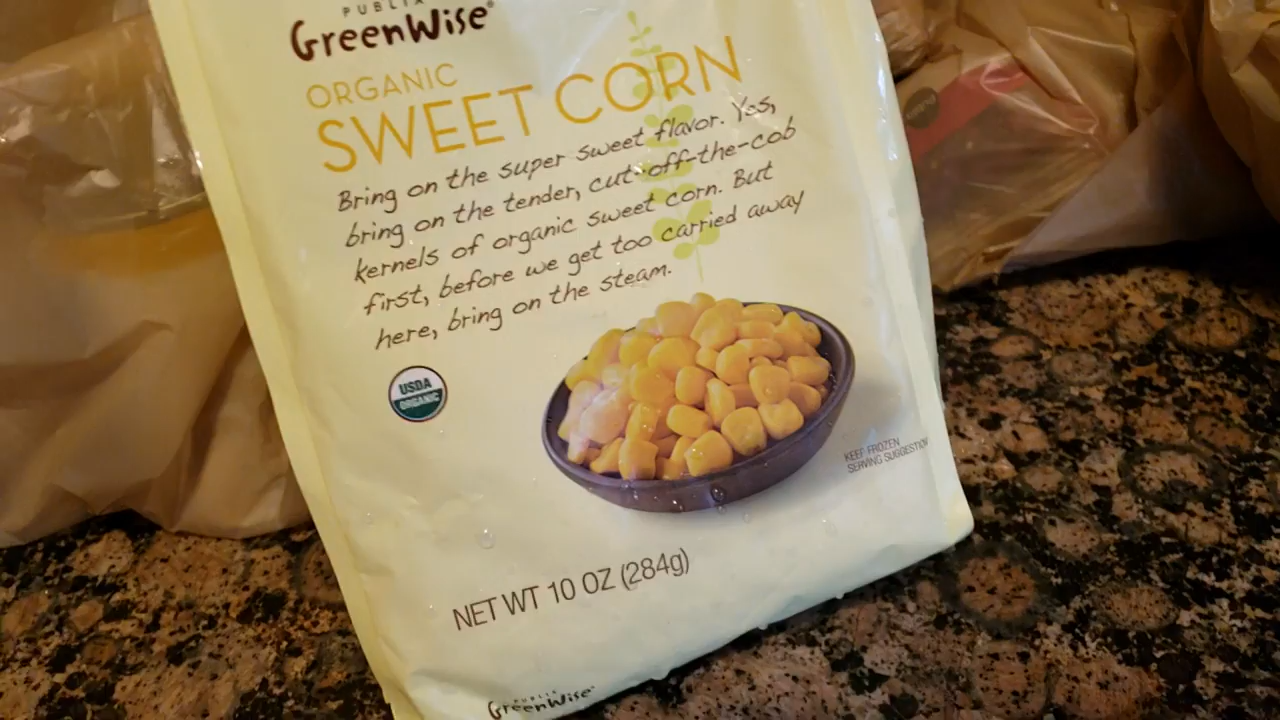 PUBLIX
GreenWise
ORGANIC
SWEET CORN
Bring on the super sweet flavor. Yes,
bring on the tender, cut-off-the-cob
kernels of organic sweet corn. But
first, before we get too carried away
here, bring on the steam.
USDA
ORGANIC
KEEP FROZEN
SERVING SUGGESTION
NET WT 10 OZ (284g)
PUBLIX
GreenWise